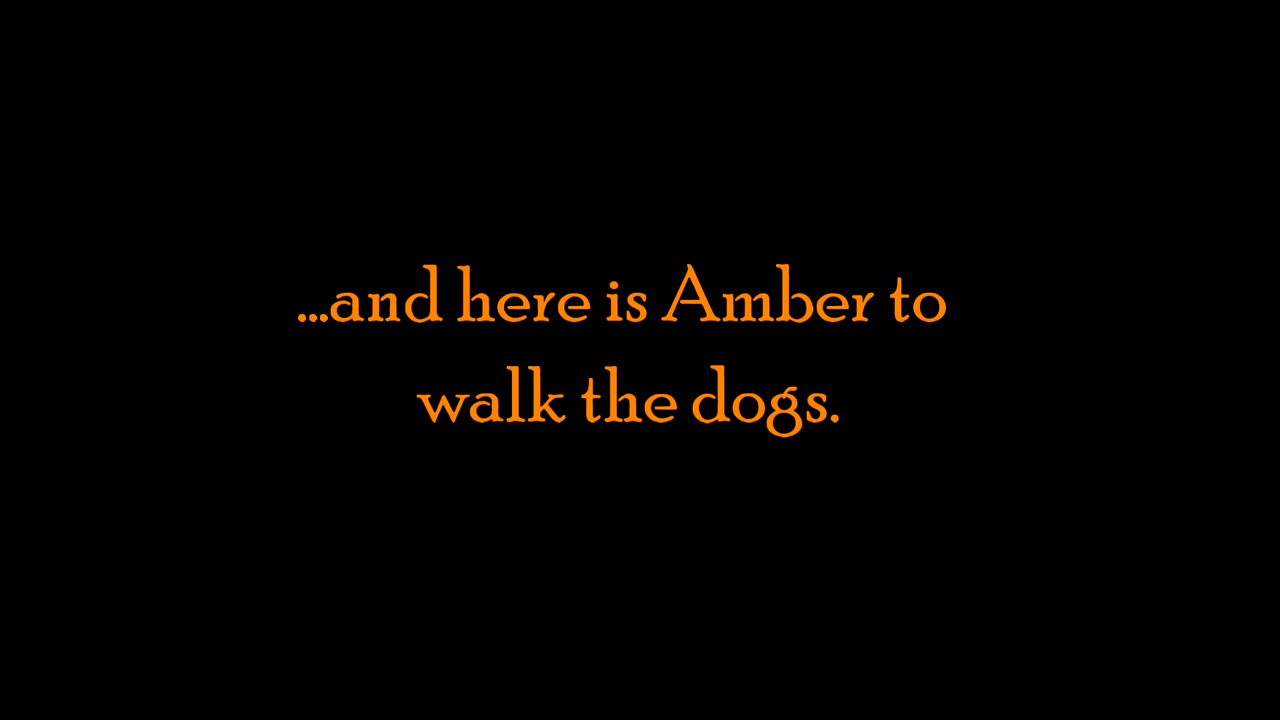 ...and here is Amber to
walk the dogs.